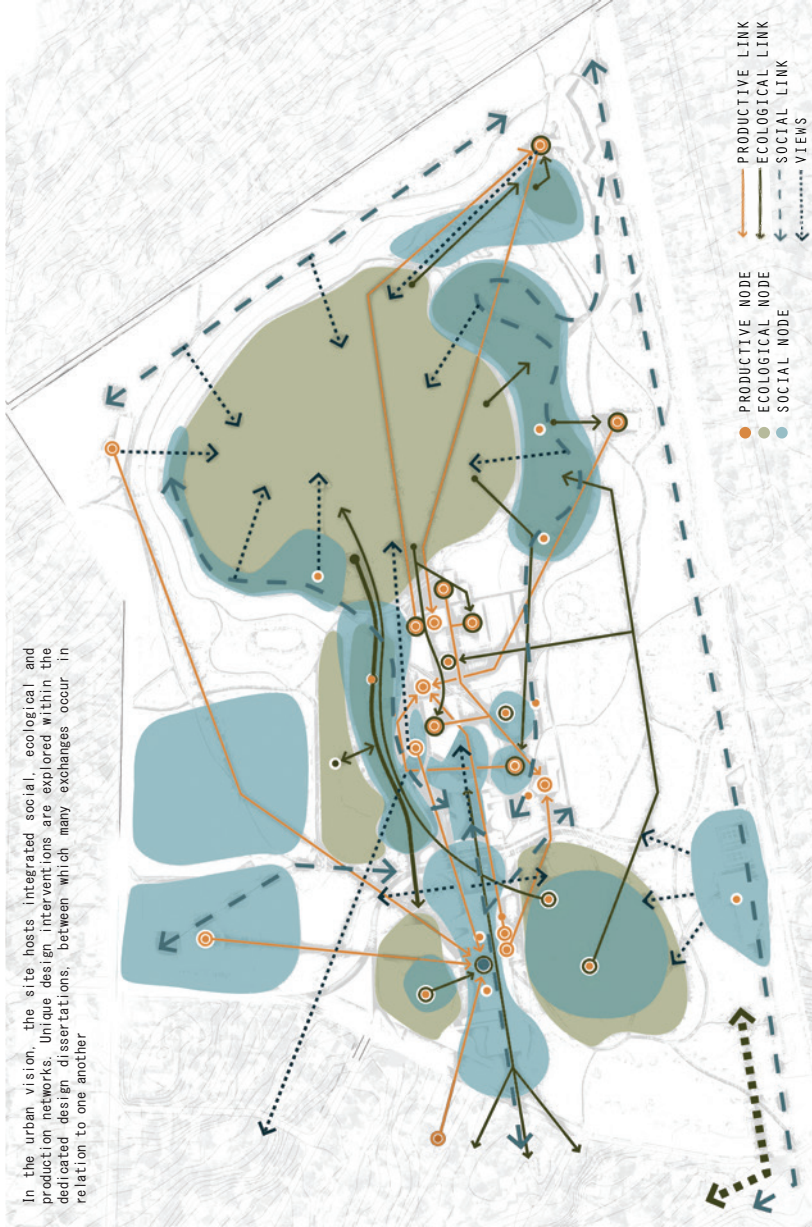 In the urban vision, the site hosts integrated social, ecological and
production networks. Unique design interventions are explored within the
dedicated design dissertations, between which many exchanges occur in
relation to one another
PRODUCTIVE NODE
ECOLOGICAL NODE
SOCIAL NODE
PRODUCTIVE LINK
ECOLOGICAL LINK
SOCIAL LINK
VIEWS